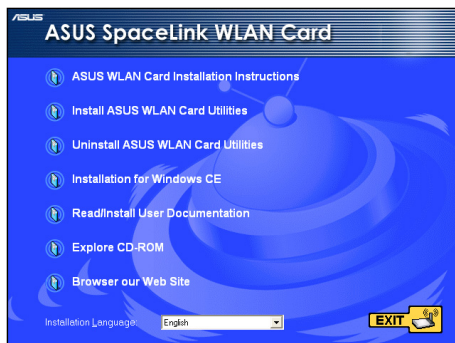 ASUS
ASUS SpaceLink WLAN Card
ASUS WLAN Card Installation Instructions
Install ASUS WLAN Card Utilities
Uninstall ASUS WLAN Card Utilities
Installation for Windows CE
Read/Install User Documentation
Explore CD-ROM
Browser our Web Site
Installation Language: English
EXIT